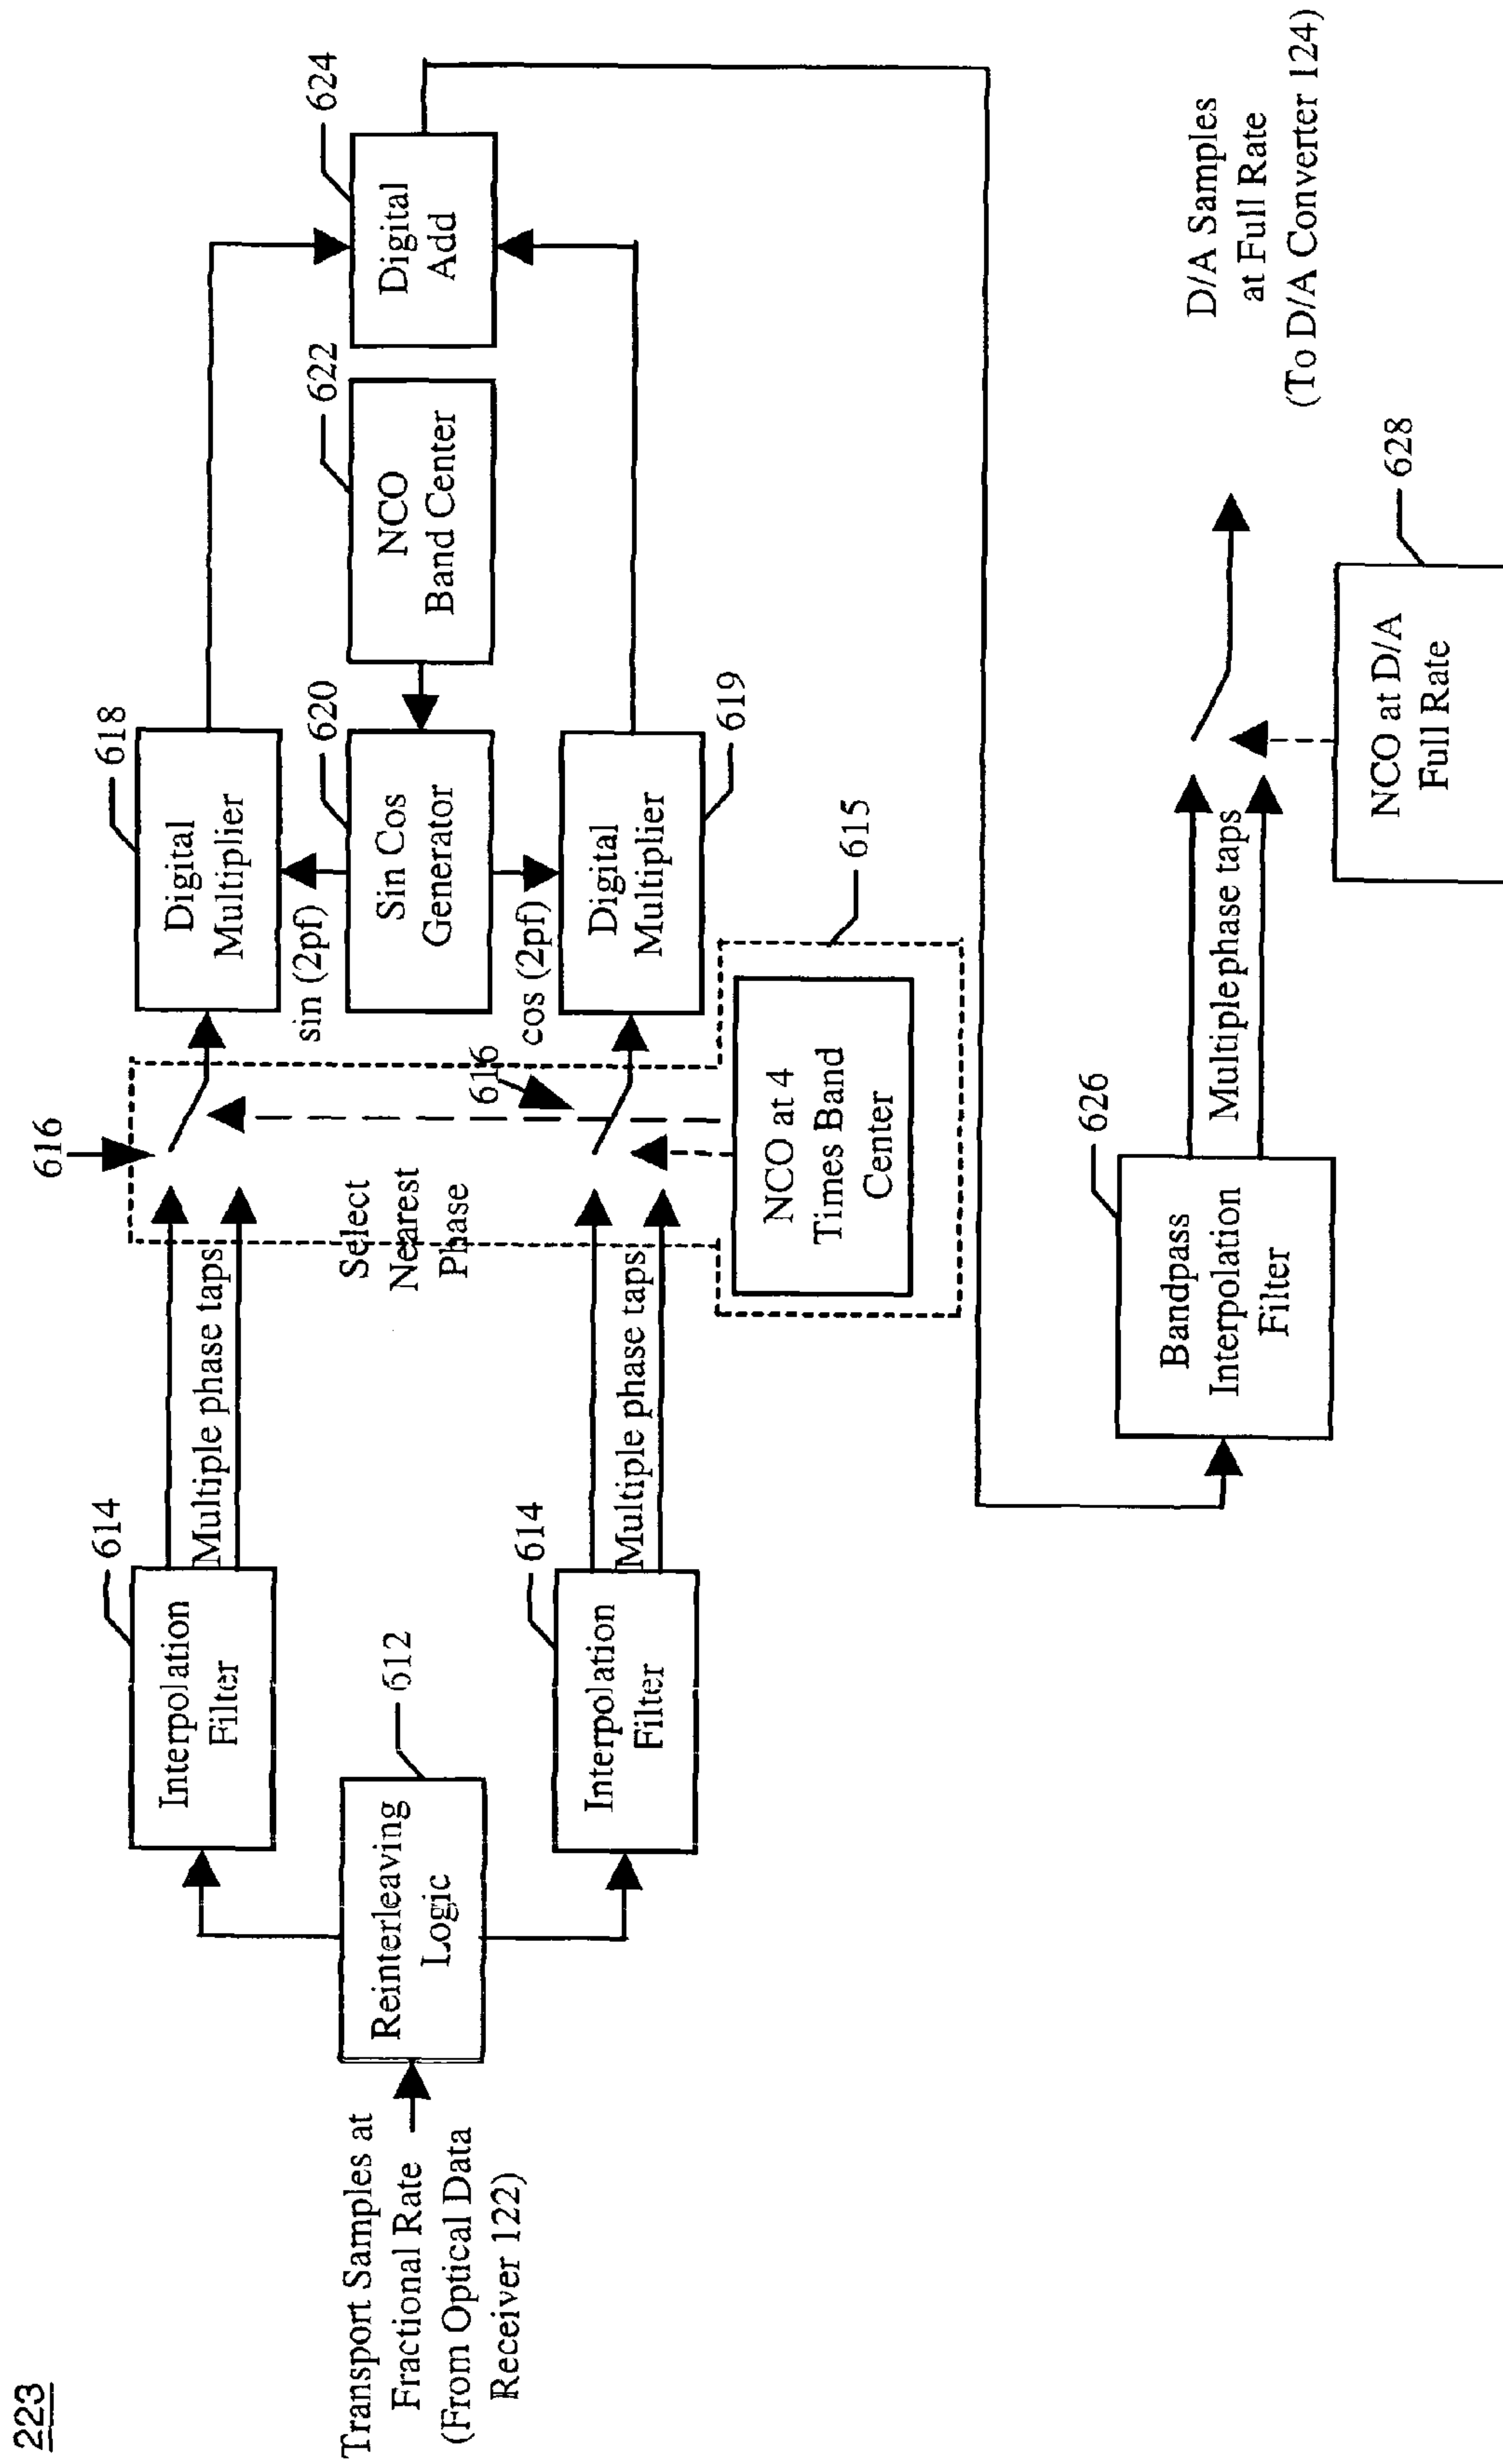 223
Transport Samples at
Fractional Rate
(From Optical Data
Receiver 122)
Reinterleaving
Logic
612
Interpolation
Filter
614
Interpolation
Filter
614
Multiple phase taps
Multiple phase taps
616
616
Select
Nearest
Phase
NCO at 4
Times Band
Center
615
Digital
Multiplier
618
sin (2pf)
Sin Cos
Generator
620
cos (2pf)
Digital
Multiplier
619
NCO
Band Center
622
Digital
Add
624
Bandpass
Interpolation
Filter
626
Multiple phase taps
NCO at D/A
Full Rate
628
D/A Samples
at Full Rate
(To D/A Converter 124)